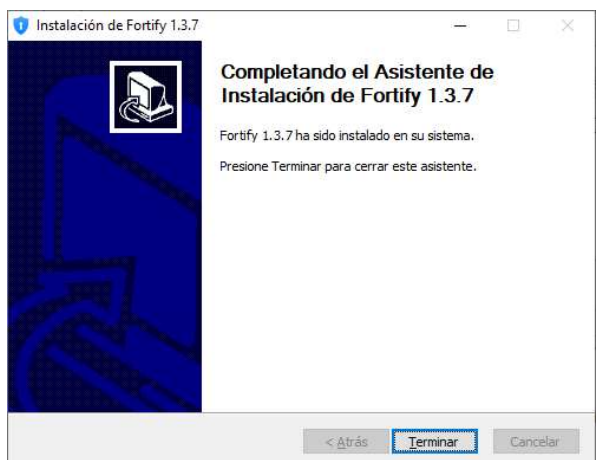 Instalación de Fortify 1.3.7
Completando el Asistente de
Instalación de Fortify 1.3.7
Fortify 1.3.7 ha sido instalado en su sistema.
Presione Terminar para cerrar este asistente.
< Atrás
Terminar
Cancelar